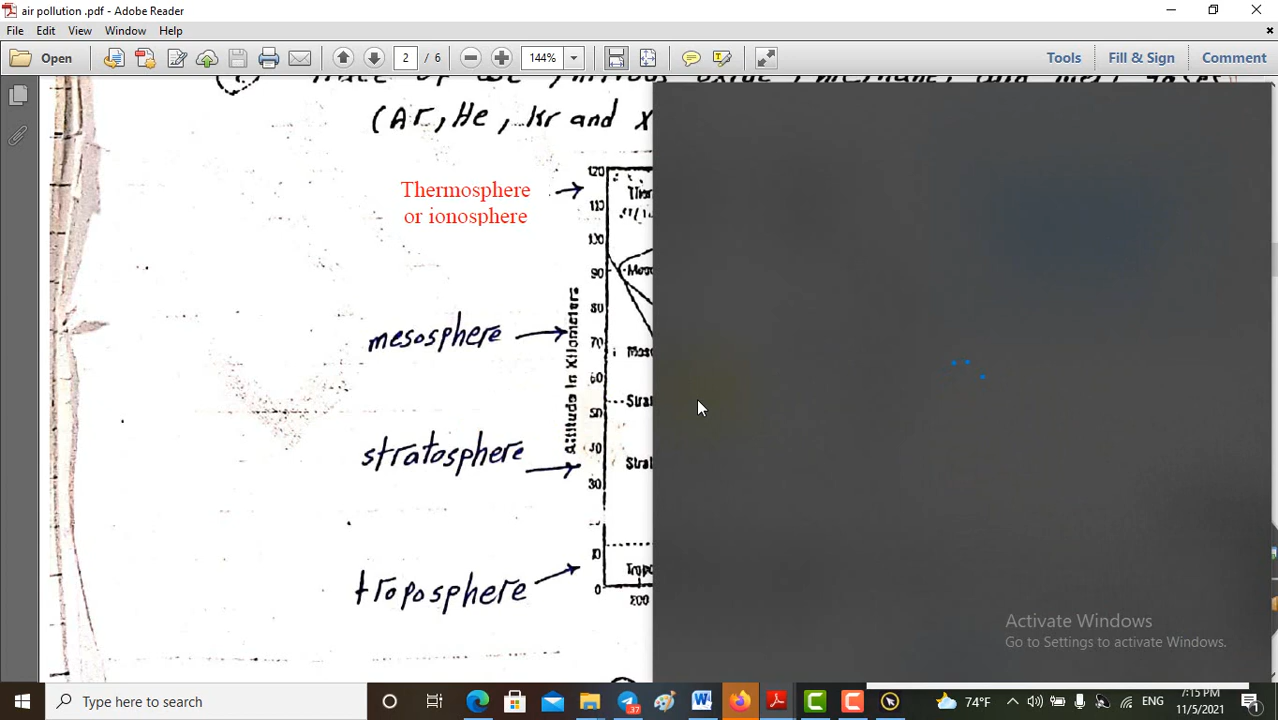 air pollution .pdf - Adobe Reader
File Edit View Window Help
Open 2 / 6 144% Tools Fill & Sign Comment
(Ar, He, Kr and X
Thermosphere
or ionosphere
mesosphere
stratosphere
troposphere
Altitude in Kilometers
120
110
100
90
80
70
60
50
40
30
10
0
200
Activate Windows
Go to Settings to activate Windows.
Type here to search
37
74°F
ENG
7:15 PM
11/5/2021
1